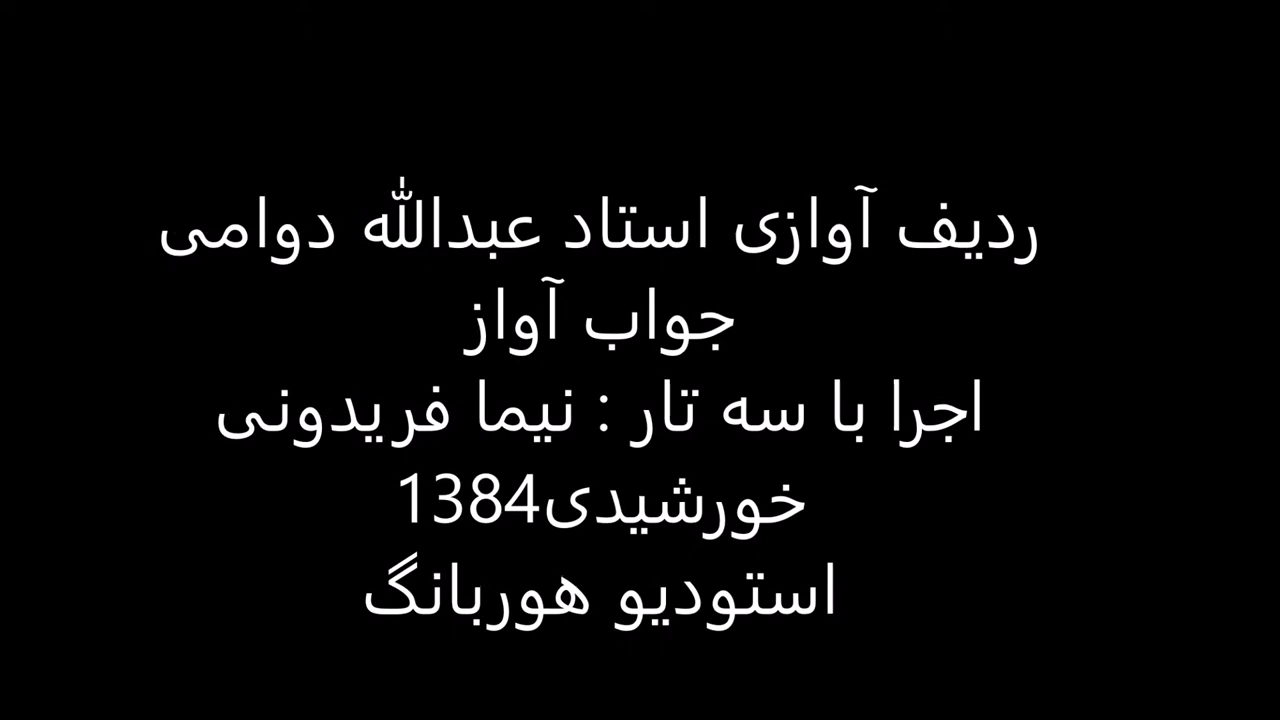 ردیف آوازی استاد عبدالله دوامی
جواب آواز
اجرا با سه تار : نیما فریدونی
خورشیدی1384
استودیو هوربانگ